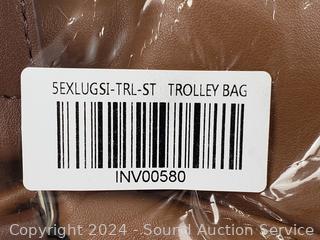 5EXLUGSI-TRL-ST TROLLEY BAG
INV00580
Copyright 2024 - Sound Auction Service